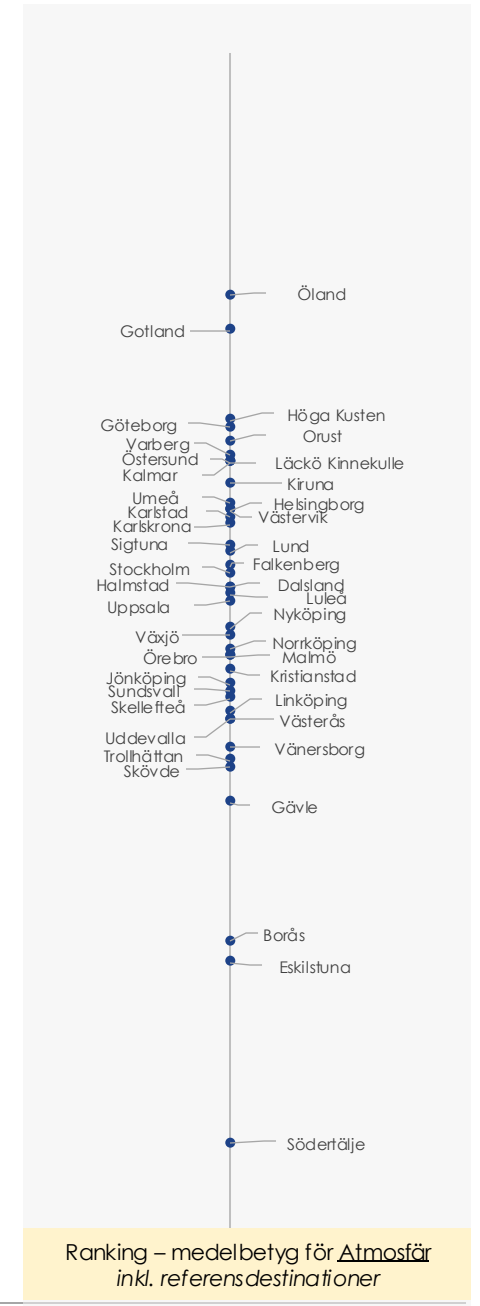 Öland
Gotland
Höga Kusten
Göteborg
Orust
Varberg
Östersund
Läckö Kinnekulle
Kalmar
Kiruna
Umeå
Helsingborg
Karlstad
Västervik
Karlskrona
Sigtuna
Lund
Falkenberg
Stockholm
Halmstad
Dalsland
Luleå
Uppsala
Nyköping
Växjö
Norrköping
Örebro
Malmö
Kristianstad
Jönköping
Sundsvall
Linköping
Skellefteå
Västerås
Uddevalla
Vänersborg
Trollhättan
Skövde
Gävle
Borås
Eskilstuna
Södertälje
Ranking – medelbetyg för Atmosfär
inkl. referensdestinationer